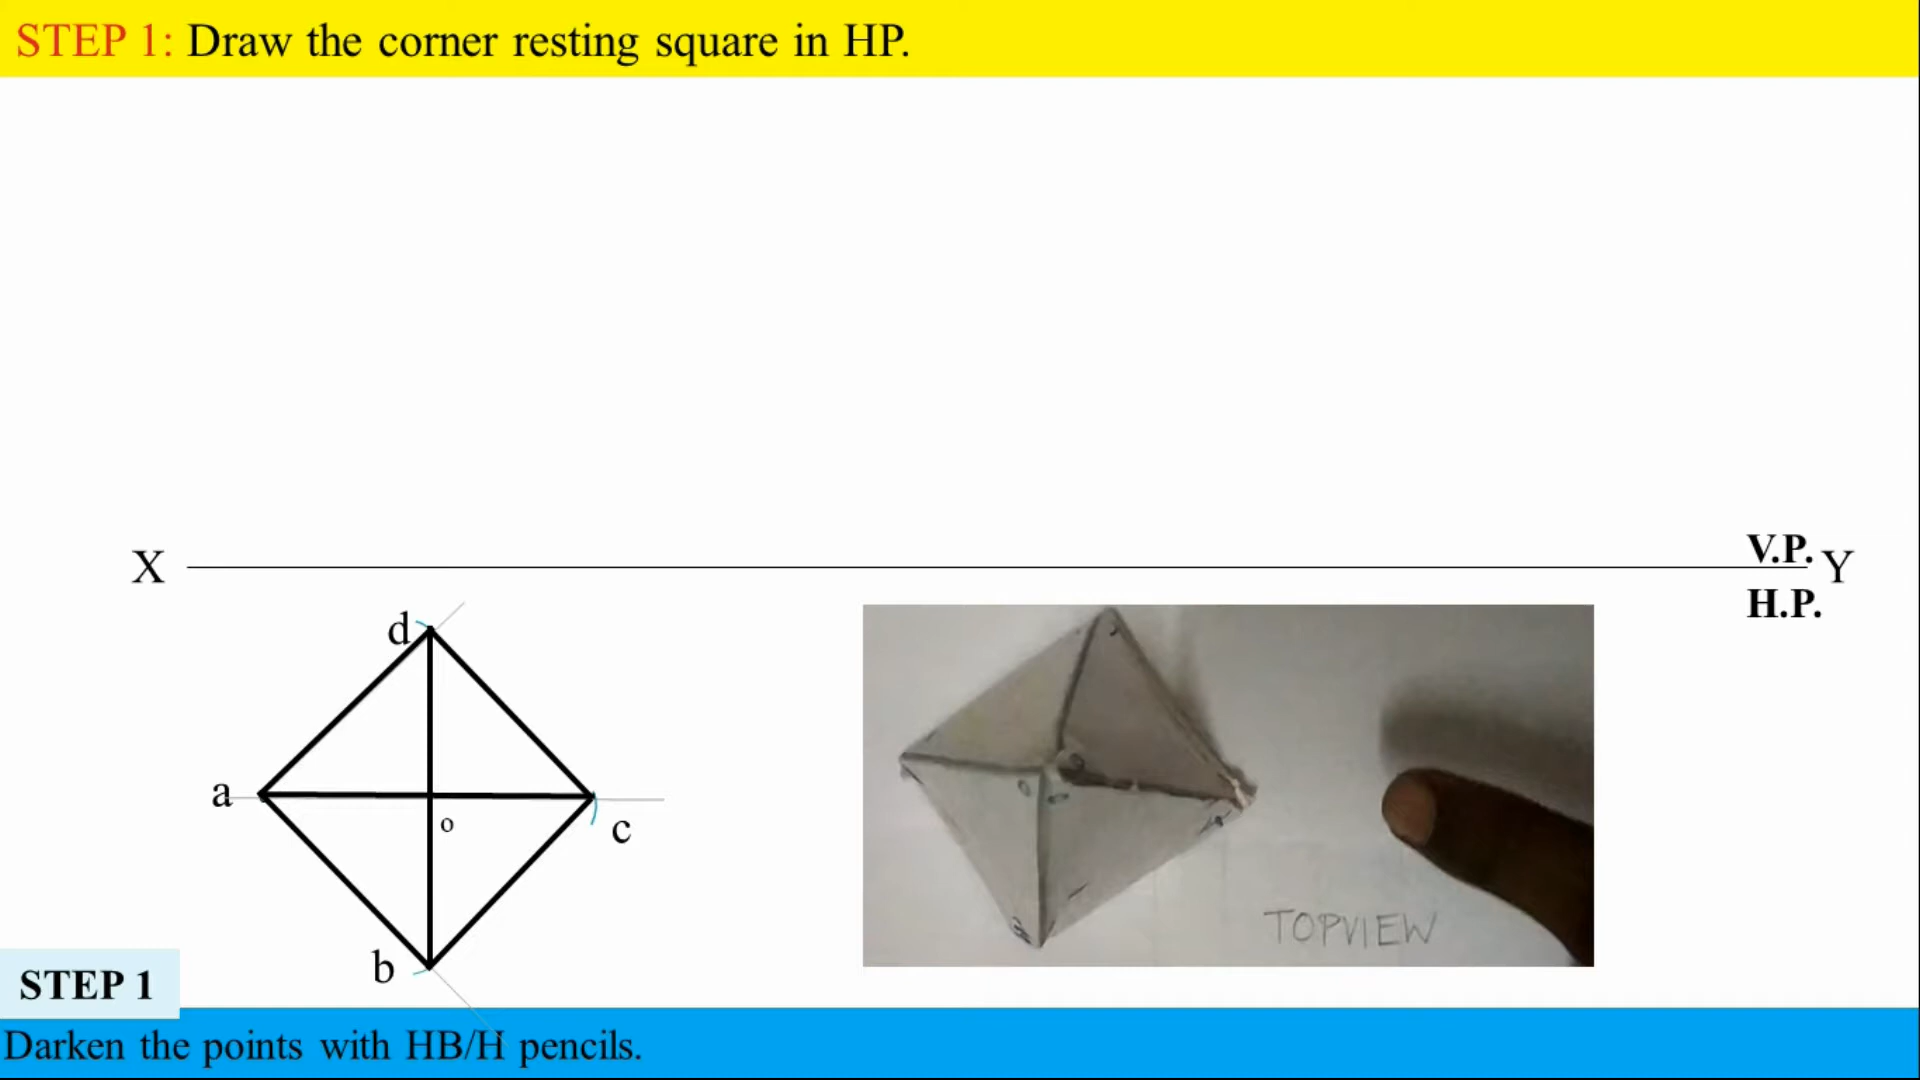 STEP 1: Draw the corner resting square in HP.
V.P.
X
Y
H.P.
d
a
o
c
TOPVIEW
b
STEP 1
Darken the points with HB/H pencils.